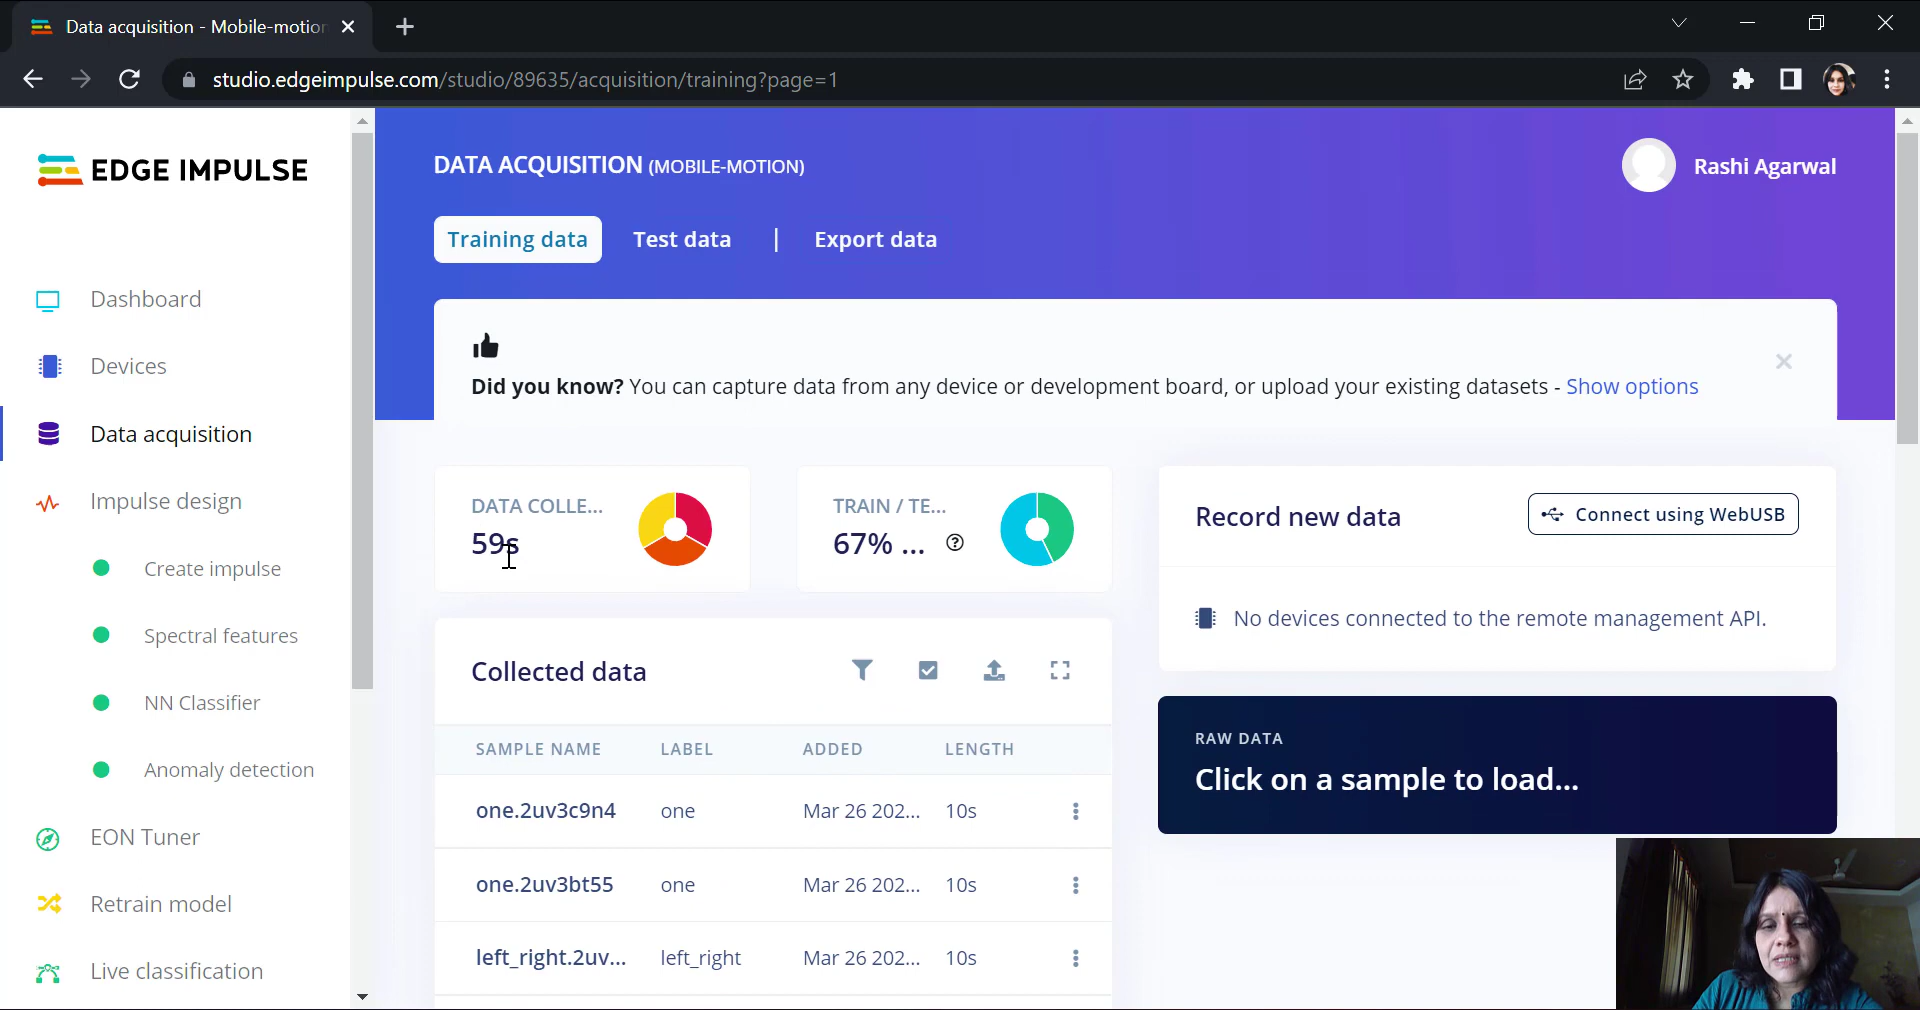 Data acquisition - Mobile-motion
studio.edgeimpulse.com/studio/89635/acquisition/training?page=1
EDGE IMPULSE
Dashboard
Devices
Data acquisition
Impulse design
Create impulse
Spectral features
NN Classifier
Anomaly detection
EON Tuner
Retrain model
Live classification
DATA ACQUISITION (MOBILE-MOTION)
Rashi Agarwal
Training data Test data | Export data
Did you know? You can capture data from any device or development board, or upload your existing datasets - Show options
DATA COLLE...
59s
TRAIN / TE...
67% ...
Collected data
SAMPLE NAME LABEL ADDED LENGTH
one.2uv3c9n4 one Mar 26 202... 10s
one.2uv3bt55 one Mar 26 202... 10s
left_right.2uv... left_right Mar 26 202... 10s
Record new data
Connect using WebUSB
No devices connected to the remote management API.
RAW DATA
Click on a sample to load...